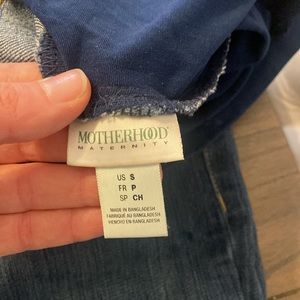 MOTHERHOOD
MATERNITY
US S
FR P
SP CH
MADE IN BANGLADESH
FABRIQUÉ AU BANGLADESH
HECHO EN BANGLADESH